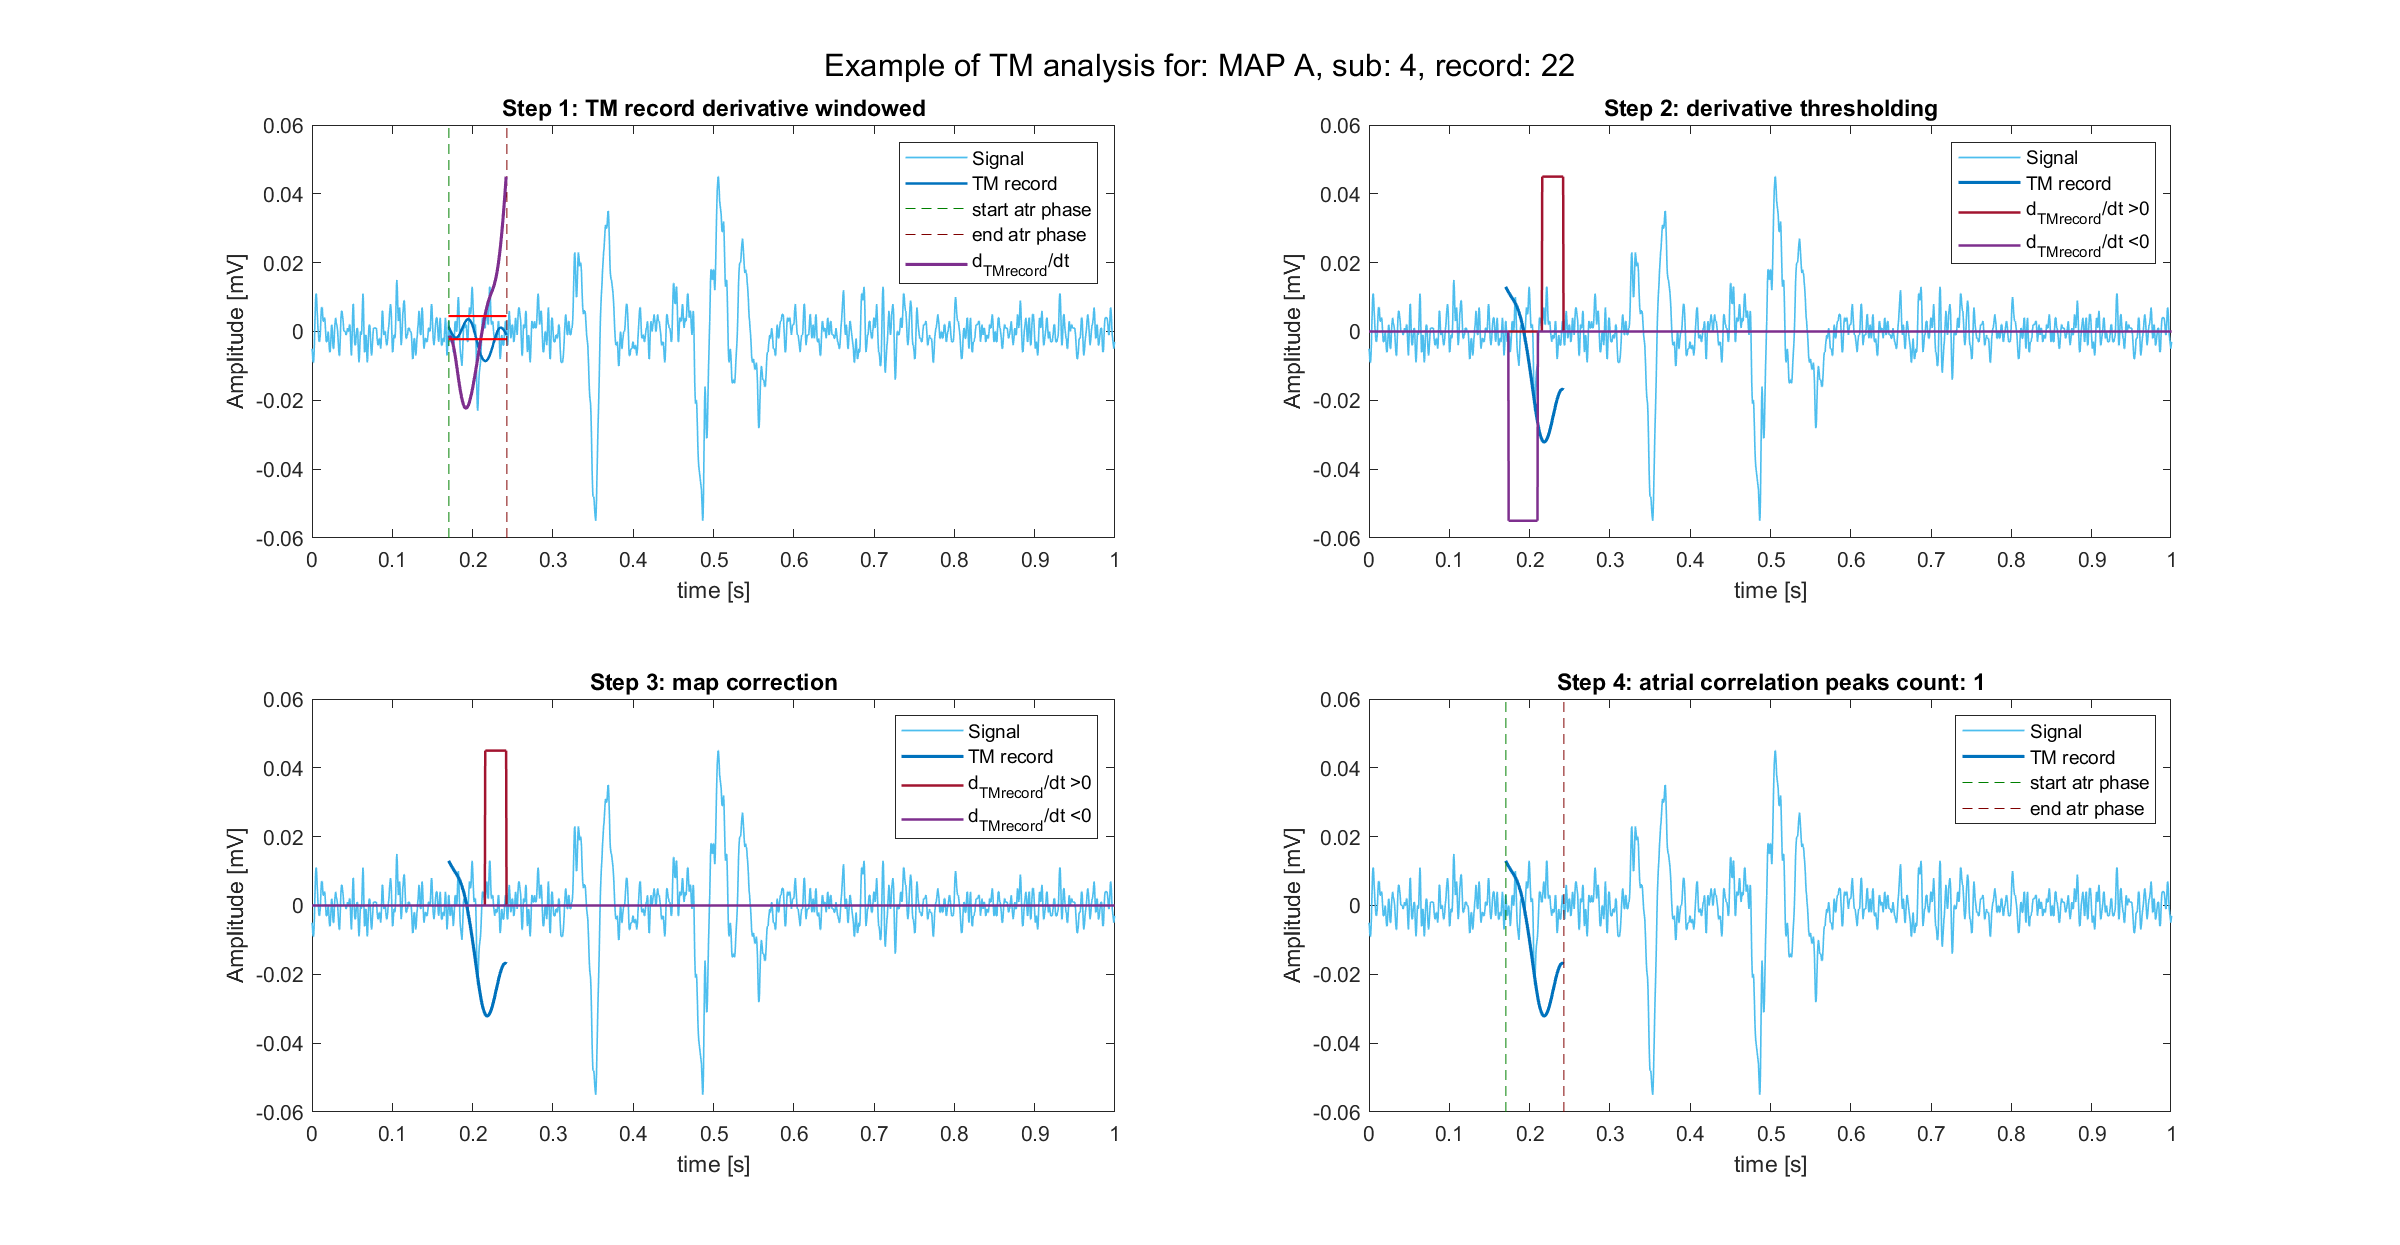 Example of TM analysis for: MAP A, sub: 4, record: 22
Step 1: TM record derivative windowed
Amplitude [mV]
0.06
0.04
0.02
0
-0.02
-0.04
-0.06
Signal
TM record
start atr phase
end atr phase
dTMrecord/dt
0 0.1 0.2 0.3 0.4 0.5 0.6 0.7 0.8 0.9 1
time [s]
Step 2: derivative thresholding
Amplitude [mV]
0.06
0.04
0.02
0
-0.02
-0.04
-0.06
Signal
TM record
dTMrecord/dt >0
dTMrecord/dt <0
0 0.1 0.2 0.3 0.4 0.5 0.6 0.7 0.8 0.9 1
time [s]
Step 3: map correction
Amplitude [mV]
0.06
0.04
0.02
0
-0.02
-0.04
-0.06
Signal
TM record
dTMrecord/dt >0
dTMrecord/dt <0
0 0.1 0.2 0.3 0.4 0.5 0.6 0.7 0.8 0.9 1
time [s]
Step 4: atrial correlation peaks count: 1
Amplitude [mV]
0.06
0.04
0.02
0
-0.02
-0.04
-0.06
Signal
TM record
start atr phase
end atr phase
0 0.1 0.2 0.3 0.4 0.5 0.6 0.7 0.8 0.9 1
time [s]